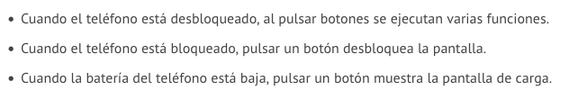 • Cuando el teléfono está desbloqueado, al pulsar botones se ejecutan varias funciones.
• Cuando el teléfono está bloqueado, pulsar un botón desbloquea la pantalla.
• Cuando la batería del teléfono está baja, pulsar un botón muestra la pantalla de carga.